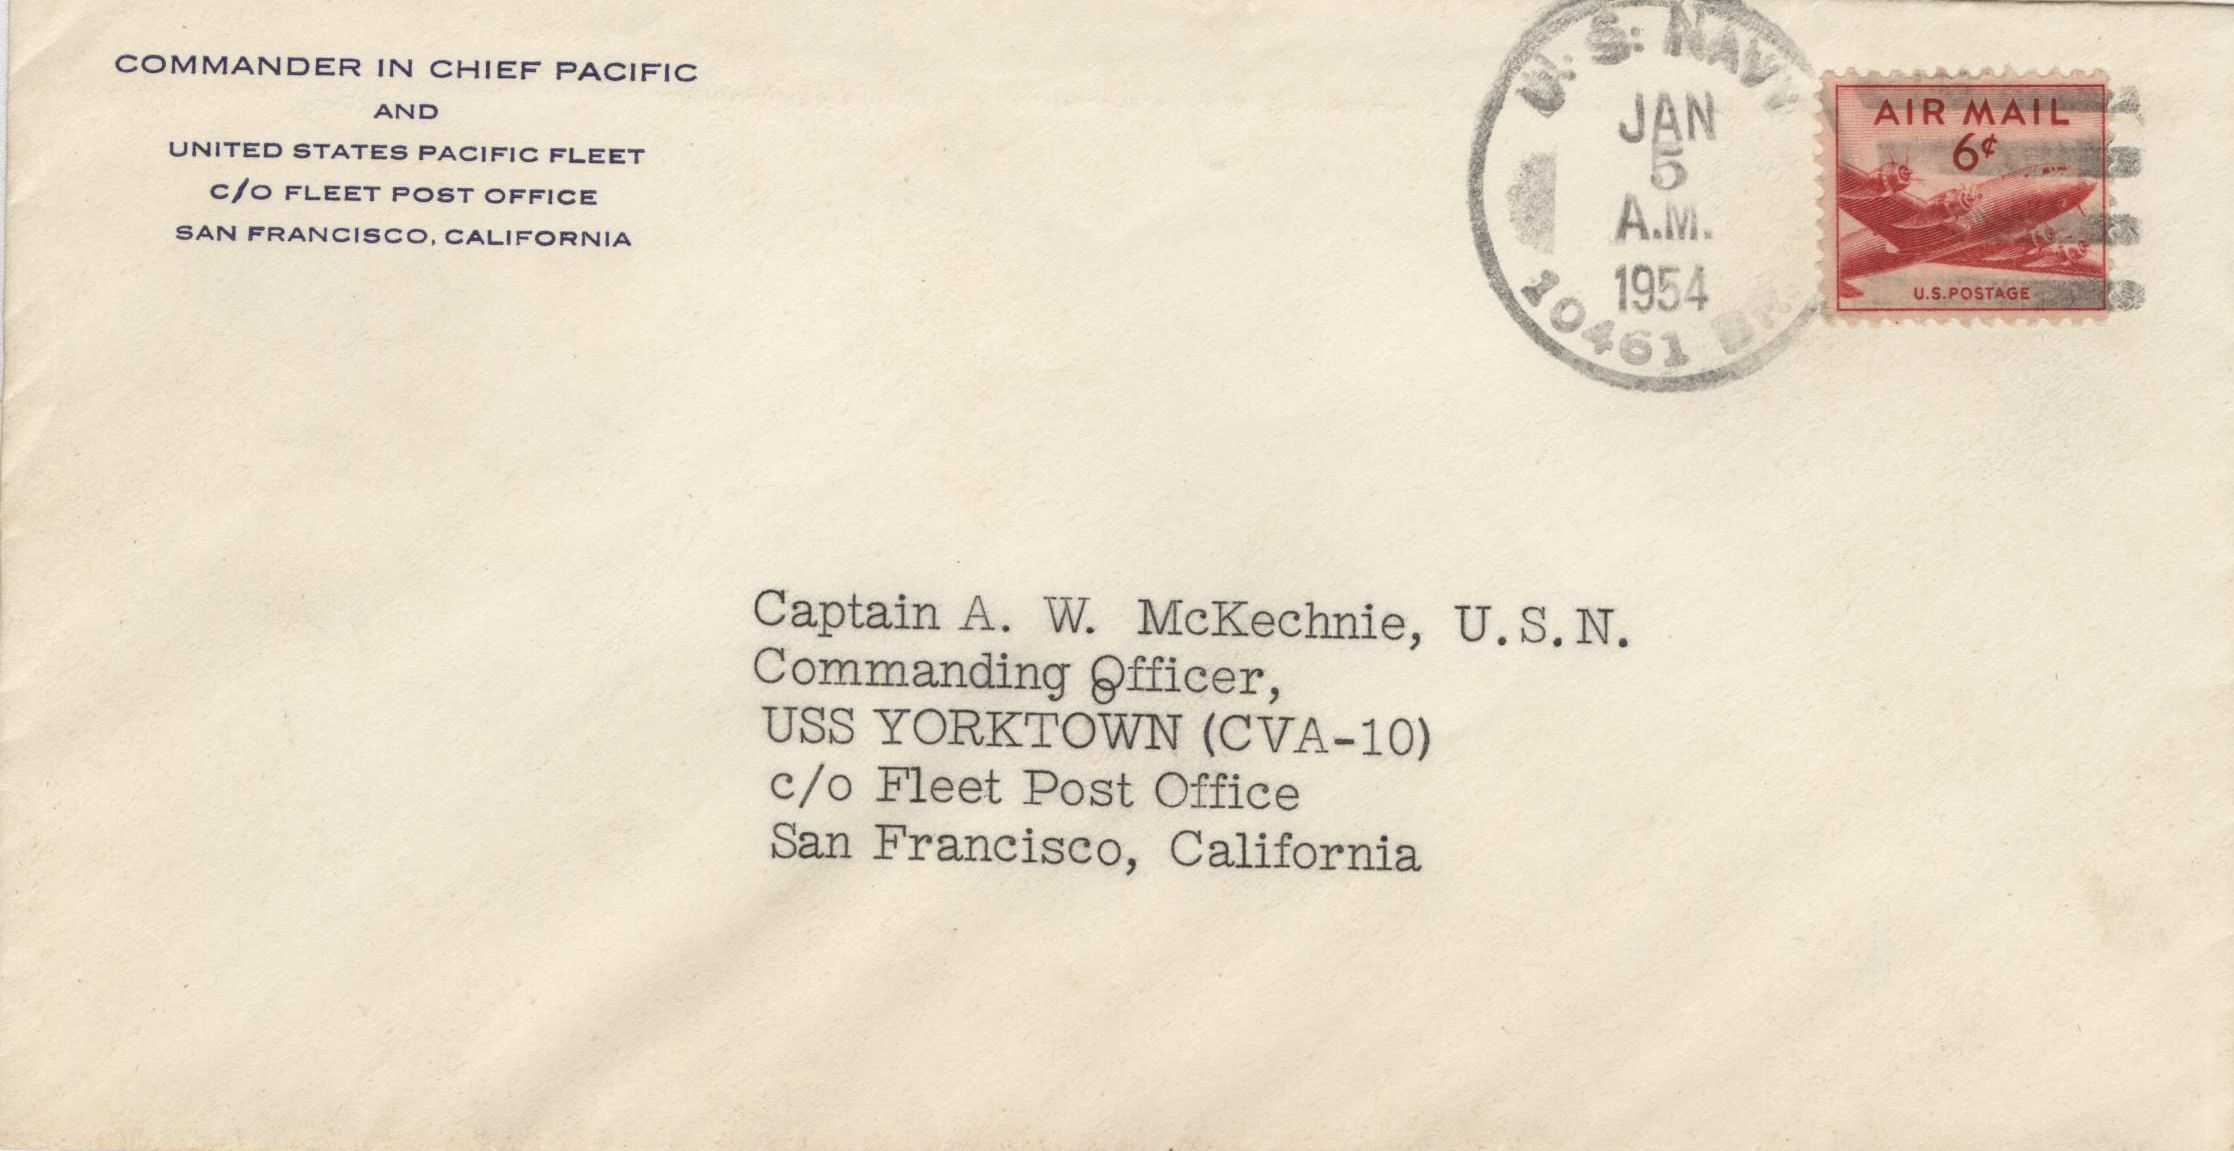 COMMANDER IN CHIEF PACIFIC
AND
UNITED STATES PACIFIC FLEET
C/O FLEET POST OFFICE
SAN FRANCISCO, CALIFORNIA
U. S. NAVY
JAN
5
A.M.
1954
10461 Br.
AIR MAIL
6¢
U.S. POSTAGE
Captain A. W. McKechnie, U.S.N.
Commanding Officer,
USS YORKTOWN (CVA-10)
c/o Fleet Post Office
San Francisco, California